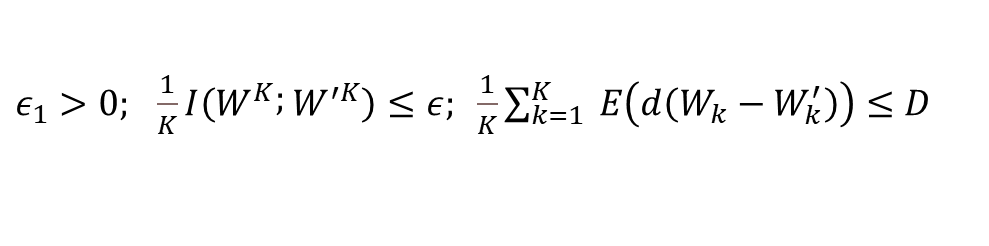 ϵ₁ > 0; 1/K I(W^K; W′^K) ≤ ϵ; 1/K ∑_{k=1}^{K} E(d(W_k − W′_k)) ≤ D